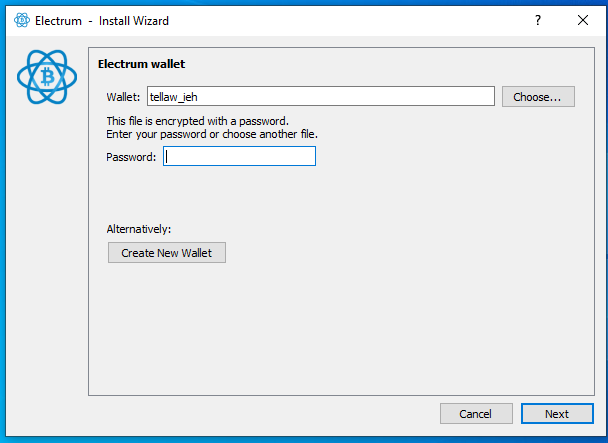 Electrum - Install Wizard
Electrum wallet
Wallet: tellaw_jeh Choose...
This file is encrypted with a password.
Enter your password or choose another file.
Password:
Alternatively:
Create New Wallet
Cancel Next